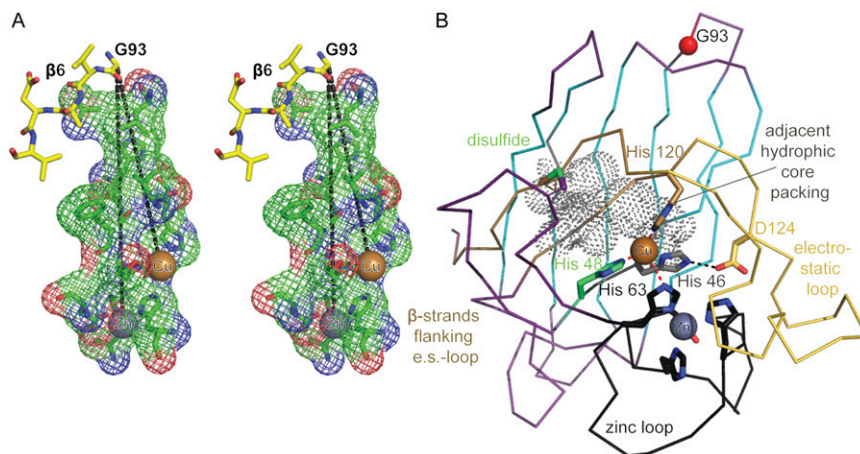 A
G93
β6
Cu
Zn
G93
β6
Cu
Zn
B
G93
disulfide
His 120
adjacent
hydrophic
core
packing
D124
Cu
electro-
static
loop
His 48
His 63
His 46
Zn
β-strands
flanking
e.s.-loop
zinc loop